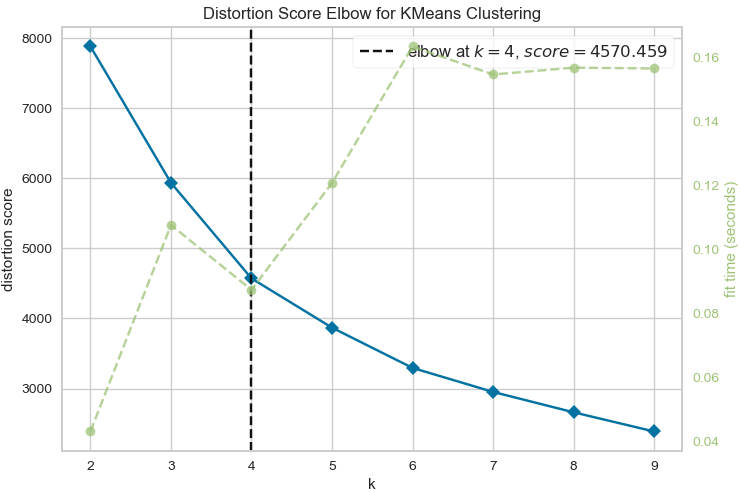 Distortion Score Elbow for KMeans Clustering
elbow at k = 4, score = 4570.459
8000
7000
6000
5000
4000
3000
distortion score
0.16
0.14
0.12
0.10
0.08
0.06
0.04
fit time (seconds)
2 3 4 5 6 7 8 9
k